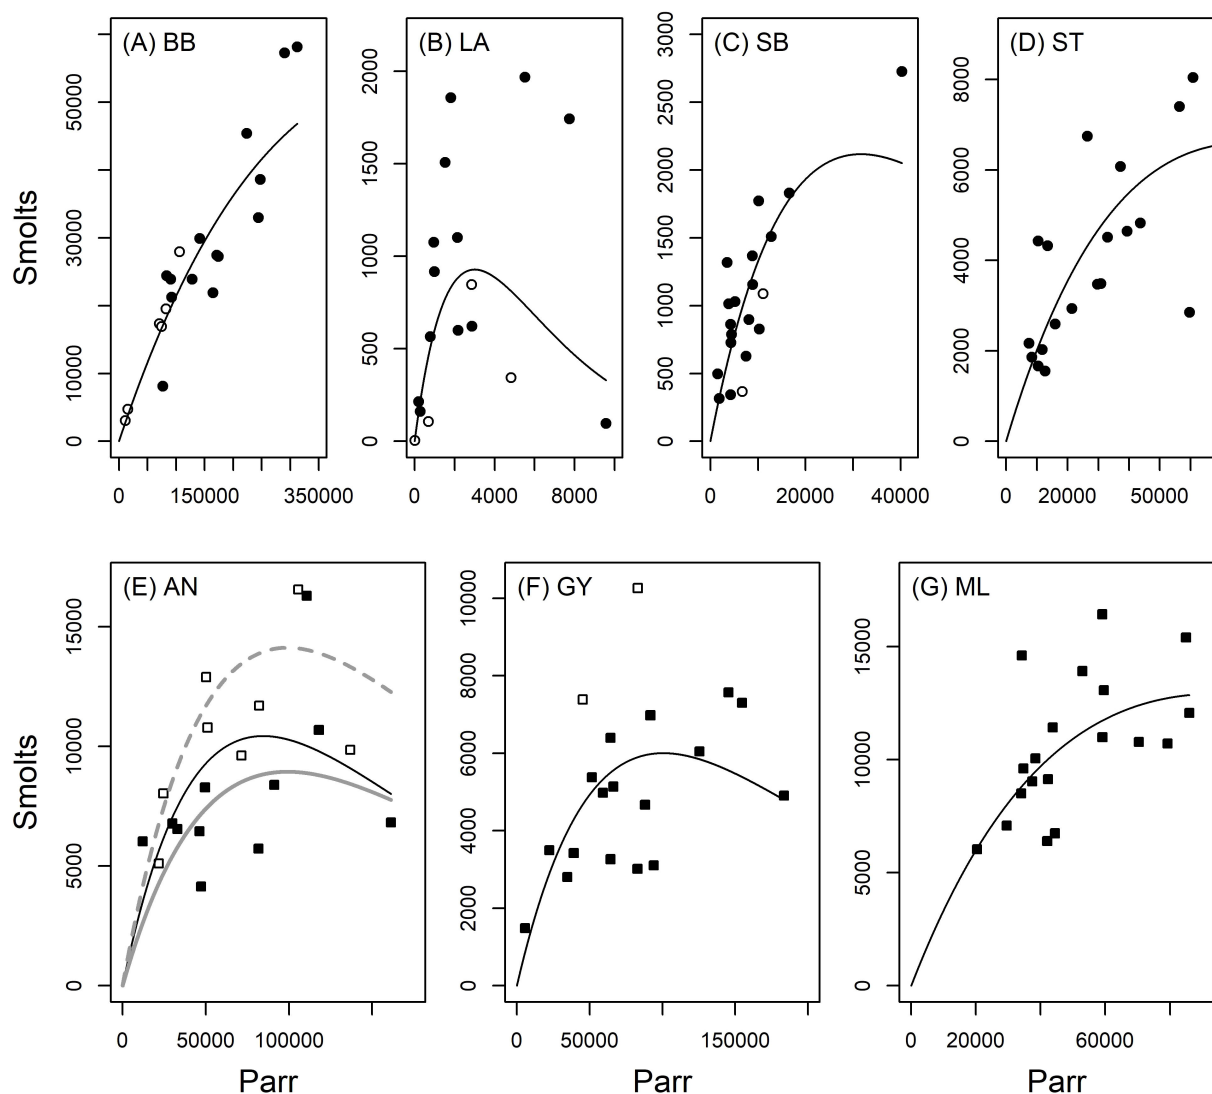 (A) BB
(B) LA
(C) SB
(D) ST
Smolts
0 10000 30000 50000
0 500 1000 1500 2000
0 500 1000 1500 2000 2500 3000
0 2000 4000 6000 8000
0 150000 350000
0 4000 8000
0 20000 40000
0 20000 50000
(E) AN
(F) GY
(G) ML
Smolts
0 5000 10000 15000
0 2000 4000 6000 8000 10000
0 5000 10000 15000
0 50000 100000
0 50000 150000
0 20000 60000
Parr
Parr
Parr